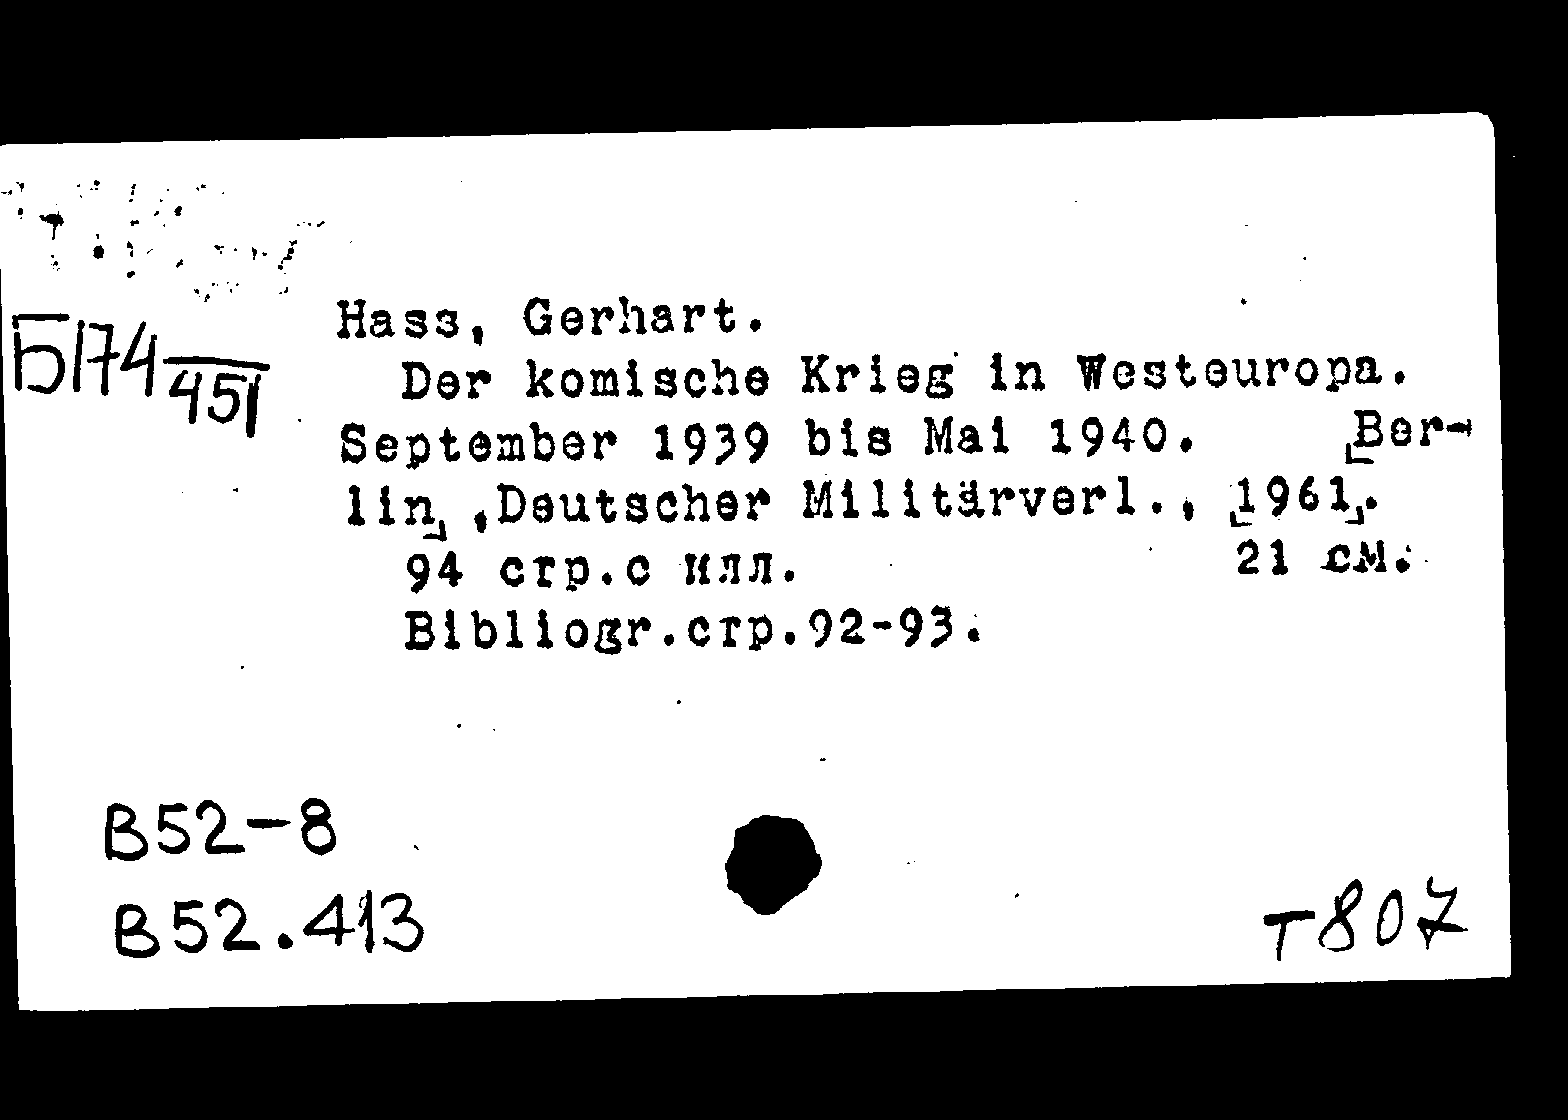 Б174
451
Hass, Gerhart.
Der komische Krieg in Westeuropa.
September 1939 bis Mai 1940. [Ber-
lin], Deutscher Militärverl., [1961].
94 стр.с илл. 21 см.
Bibliogr.стр.92-93.
B52-8
B52.413
T807